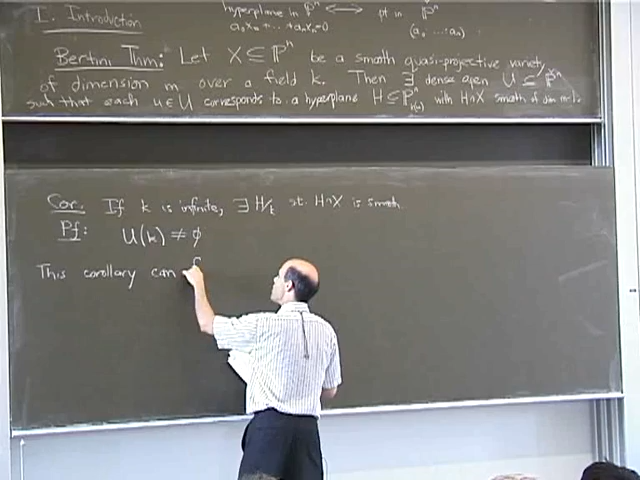 I. Introduction
hyperplane in ℙⁿ ⟷ pt in ℙ̌ⁿ
a₀x₀ + ... + aₙxₙ = 0 (a₀ : ... : aₙ)
Bertini Thm: Let X ⊆ ℙⁿ be a smooth quasi-projective variety
of dimension m over a field k. Then ∃ dense open U ⊆ ℙ̌ⁿ
such that each u ∈ U corresponds to a hyperplane H ⊆ ℙⁿ with H∩X smooth of dim m-1.
Cor. If k is infinite, ∃ H/k st. H∩X is smooth.
Pf: U(k) ≠ ∅
This corollary can